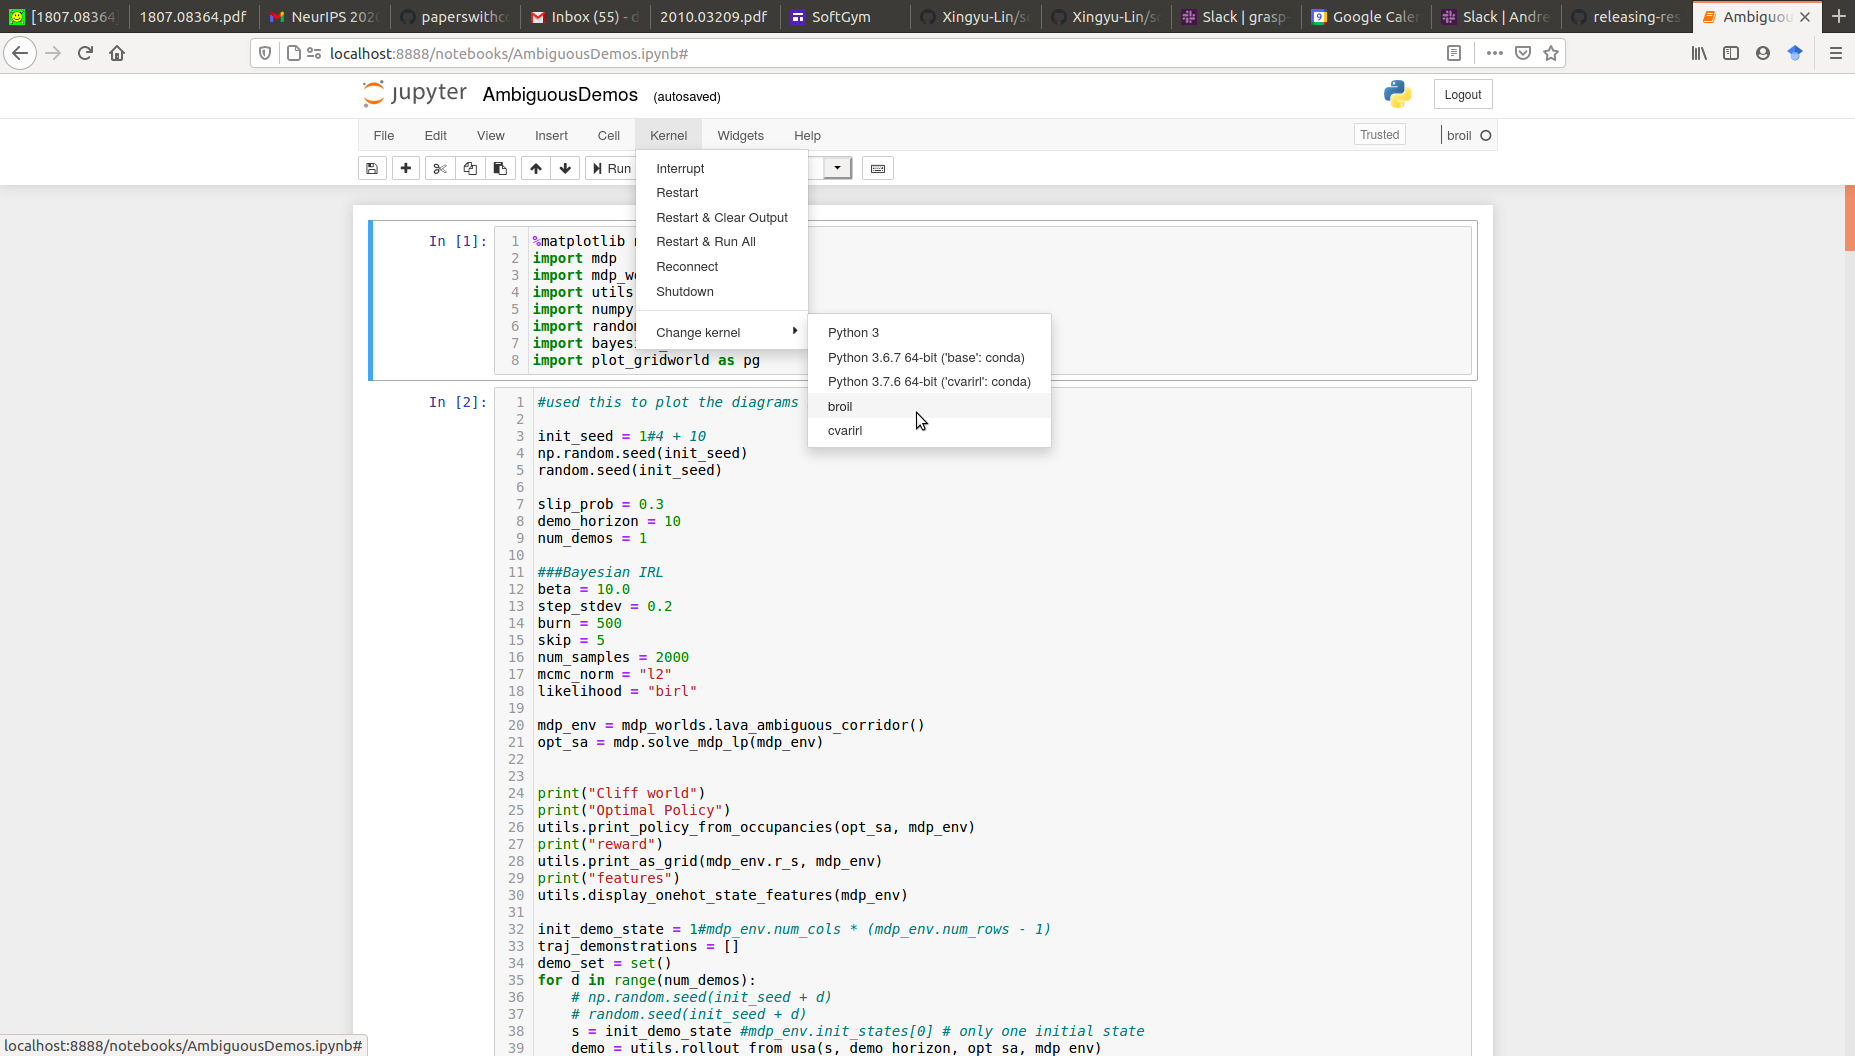 [1807.08364 1807.08364.pdf NeurIPS 202 paperswithco Inbox (55) - d 2010.03209.pdf SoftGym Xingyu-Lin/so Xingyu-Lin/so Slack | grasp- Google Caler Slack | Andre releasing-res Ambiguou
localhost:8888/notebooks/AmbiguousDemos.ipynb#
jupyter AmbiguousDemos (autosaved) Logout
File Edit View Insert Cell Kernel Widgets Help Trusted broil
Run
Interrupt
Restart
Restart & Clear Output
Restart & Run All
Reconnect
Shutdown
Change kernel
Python 3
Python 3.6.7 64-bit ('base': conda)
Python 3.7.6 64-bit ('cvarirl': conda)
broil
cvarirl
In [1]:
1 %matplotlib
2 import mdp
3 import mdp_wo
4 import utils
5 import numpy
6 import random
7 import bayes
8 import plot_gridworld as pg
In [2]:
1 #used this to plot the diagrams
2
3 init_seed = 1#4 + 10
4 np.random.seed(init_seed)
5 random.seed(init_seed)
6
7 slip_prob = 0.3
8 demo_horizon = 10
9 num_demos = 1
10
11 ###Bayesian IRL
12 beta = 10.0
13 step_stdev = 0.2
14 burn = 500
15 skip = 5
16 num_samples = 2000
17 mcmc_norm = "l2"
18 likelihood = "birl"
19
20 mdp_env = mdp_worlds.lava_ambiguous_corridor()
21 opt_sa = mdp.solve_mdp_lp(mdp_env)
22
23
24 print("Cliff world")
25 print("Optimal Policy")
26 utils.print_policy_from_occupancies(opt_sa, mdp_env)
27 print("reward")
28 utils.print_as_grid(mdp_env.r_s, mdp_env)
29 print("features")
30 utils.display_onehot_state_features(mdp_env)
31
32 init_demo_state = 1#mdp_env.num_cols * (mdp_env.num_rows - 1)
33 traj_demonstrations = []
34 demo_set = set()
35 for d in range(num_demos):
36 # np.random.seed(init_seed + d)
37 # random.seed(init_seed + d)
38 s = init_demo_state #mdp_env.init_states[0] # only one initial state
39 demo = utils.rollout_from_usa(s, demo_horizon, opt_sa, mdp_env)
localhost:8888/notebooks/AmbiguousDemos.ipynb#